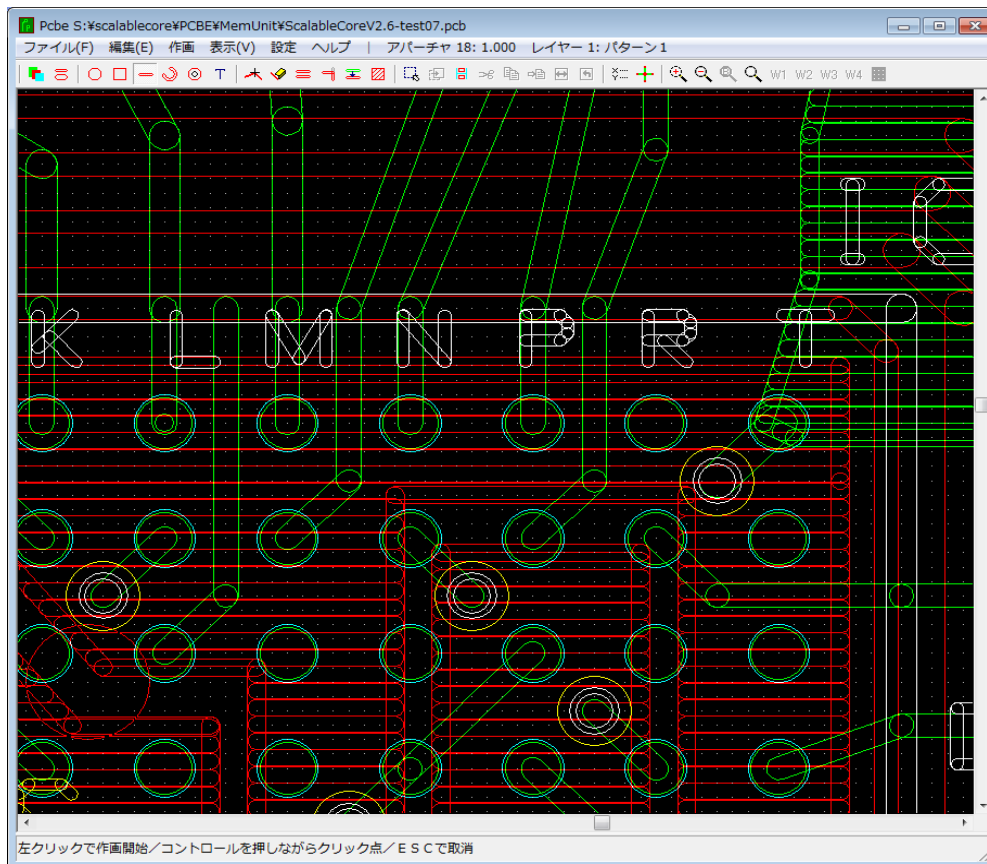 Pcbe S:¥scalablecore¥PCBE¥MemUnit¥ScalableCoreV2.6-test07.pcb
ファイル(F) 編集(E) 作画 表示(V) 設定 ヘルプ | アパーチャ 18: 1.000 レイヤー 1: パターン 1
T W1 W2 W3 W4
I
K L M N P R T
左クリックで作画開始／コントロールを押しながらクリック点／ＥＳＣで取消